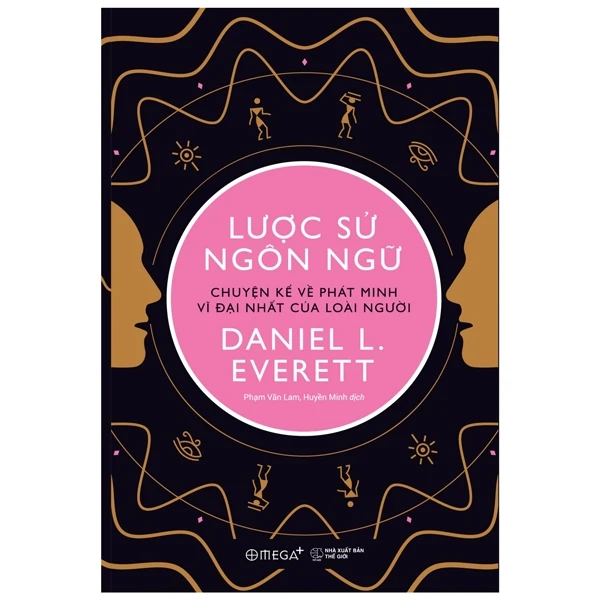 LƯỢC SỬ
NGÔN NGỮ
CHUYỆN KỂ VỀ PHÁT MINH
VĨ ĐẠI NHẤT CỦA LOÀI NGƯỜI
DANIEL L.
EVERETT
Phạm Văn Lam, Huyền Minh dịch
OMEGA+
NHÀ XUẤT BẢN
THẾ GIỚI